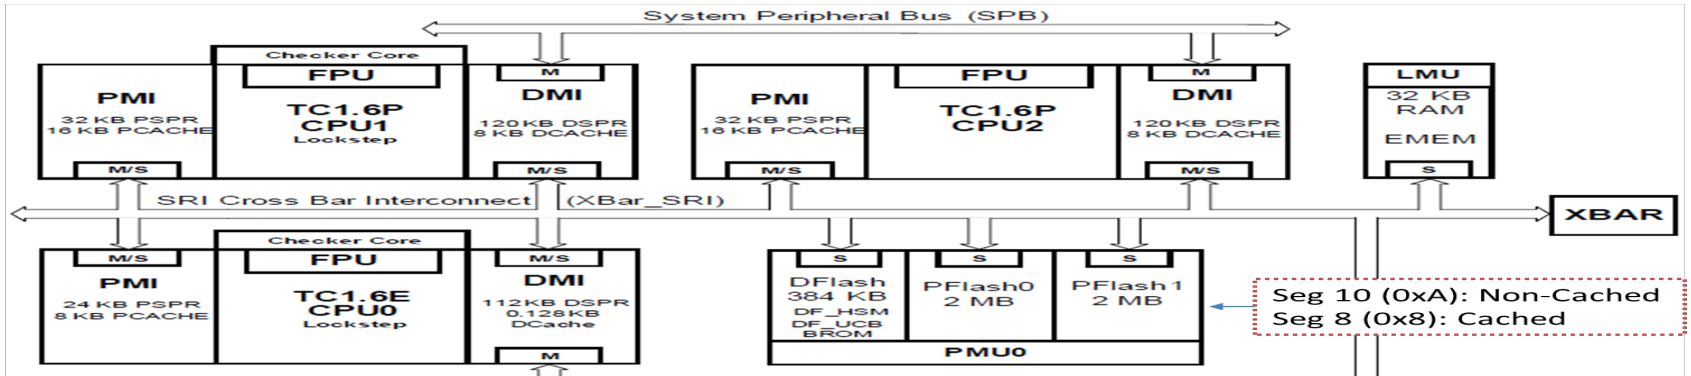 System Peripheral Bus (SPB)
Checker Core
FPU
M
PMI
32 KB PSPR
16 KB PCACHE
TC1.6P
CPU1
Lockstep
DMI
120KB DSPR
8 KB DCACHE
M/S
M/S
FPU
M
PMI
32 KB PSPR
16 KB PCACHE
TC1.6P
CPU2
DMI
120KB DSPR
8 KB DCACHE
M/S
M/S
LMU
32 KB
RAM
EMEM
S
SRI Cross Bar Interconnect (XBar_SRI)
XBAR
Checker Core
M/S
FPU
M/S
PMI
24 KB PSPR
8 KB PCACHE
TC1.6E
CPU0
Lockstep
DMI
112KB DSPR
0.128KB
DCache
M
S
S
S
DFlash
384 KB
DF_HSM
DF_UCB
BROM
PFlash0
2 MB
PFlash1
2 MB
PMU0
Seg 10 (0xA): Non-Cached
Seg 8 (0x8): Cached